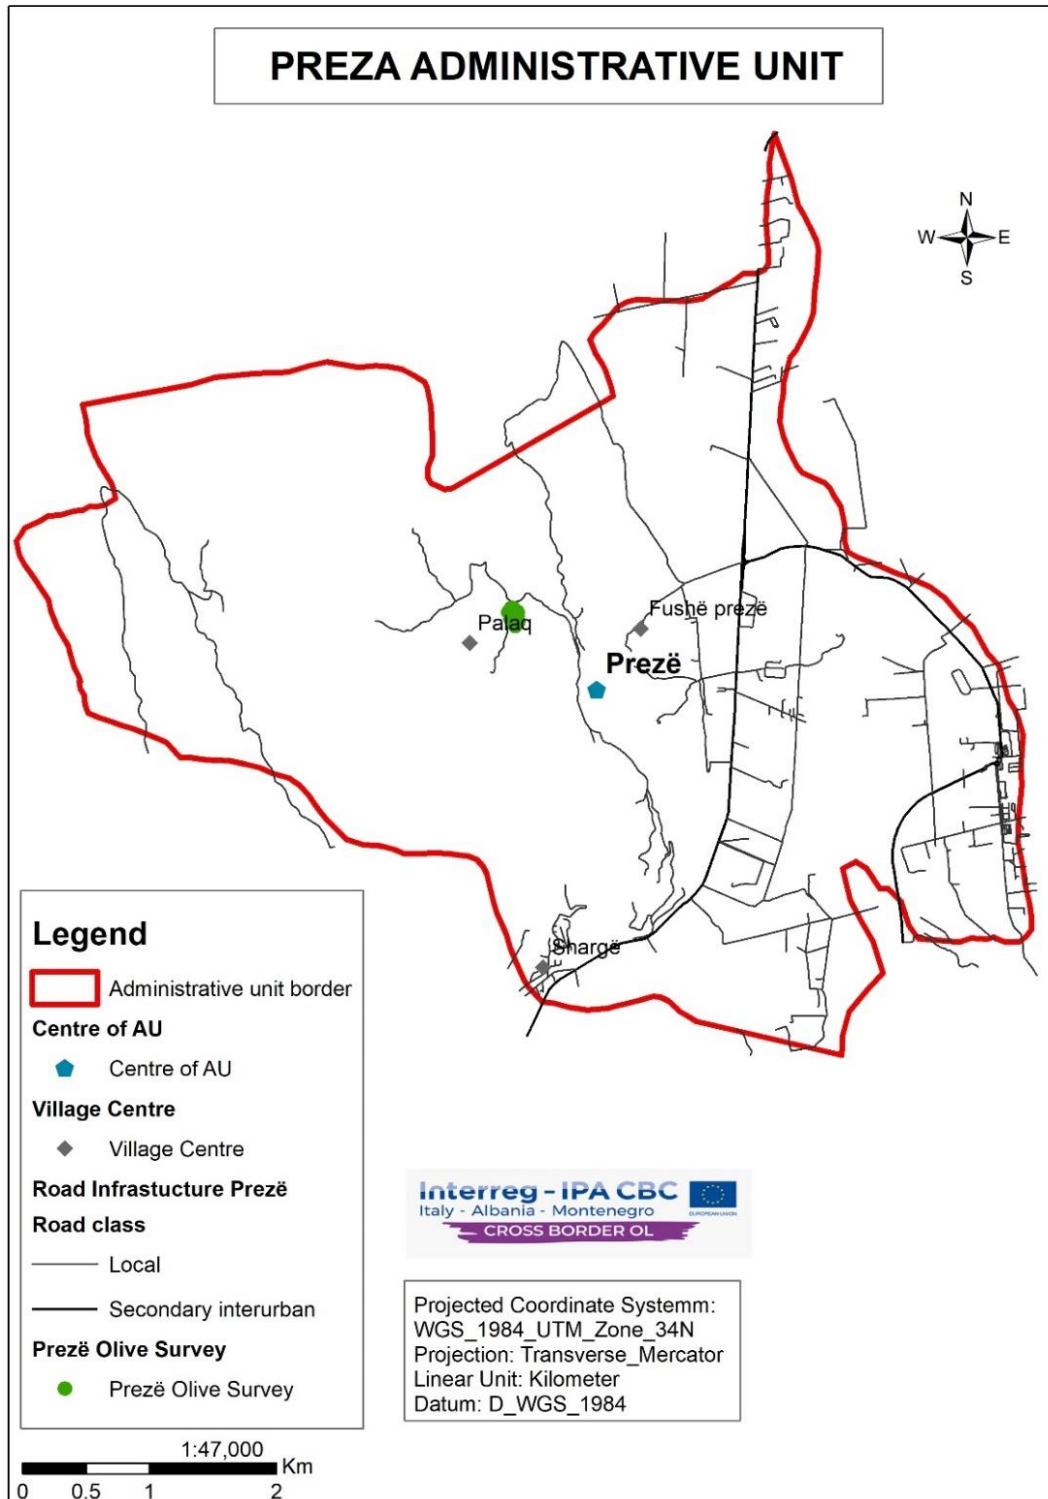 PREZA ADMINISTRATIVE UNIT
N
W E
S
Fushë prezë
Palaq
Prezë
Shargë
Legend
Administrative unit border
Centre of AU
Centre of AU
Village Centre
Village Centre
Road Infrastucture Prezë
Road class
Local
Secondary interurban
Prezë Olive Survey
Prezë Olive Survey
Interreg - IPA CBC
Italy - Albania - Montenegro
EUROPEAN UNION
CROSS BORDER OL
Projected Coordinate Systemm:
WGS_1984_UTM_Zone_34N
Projection: Transverse_Mercator
Linear Unit: Kilometer
Datum: D_WGS_1984
1:47,000
Km
0 0.5 1 2